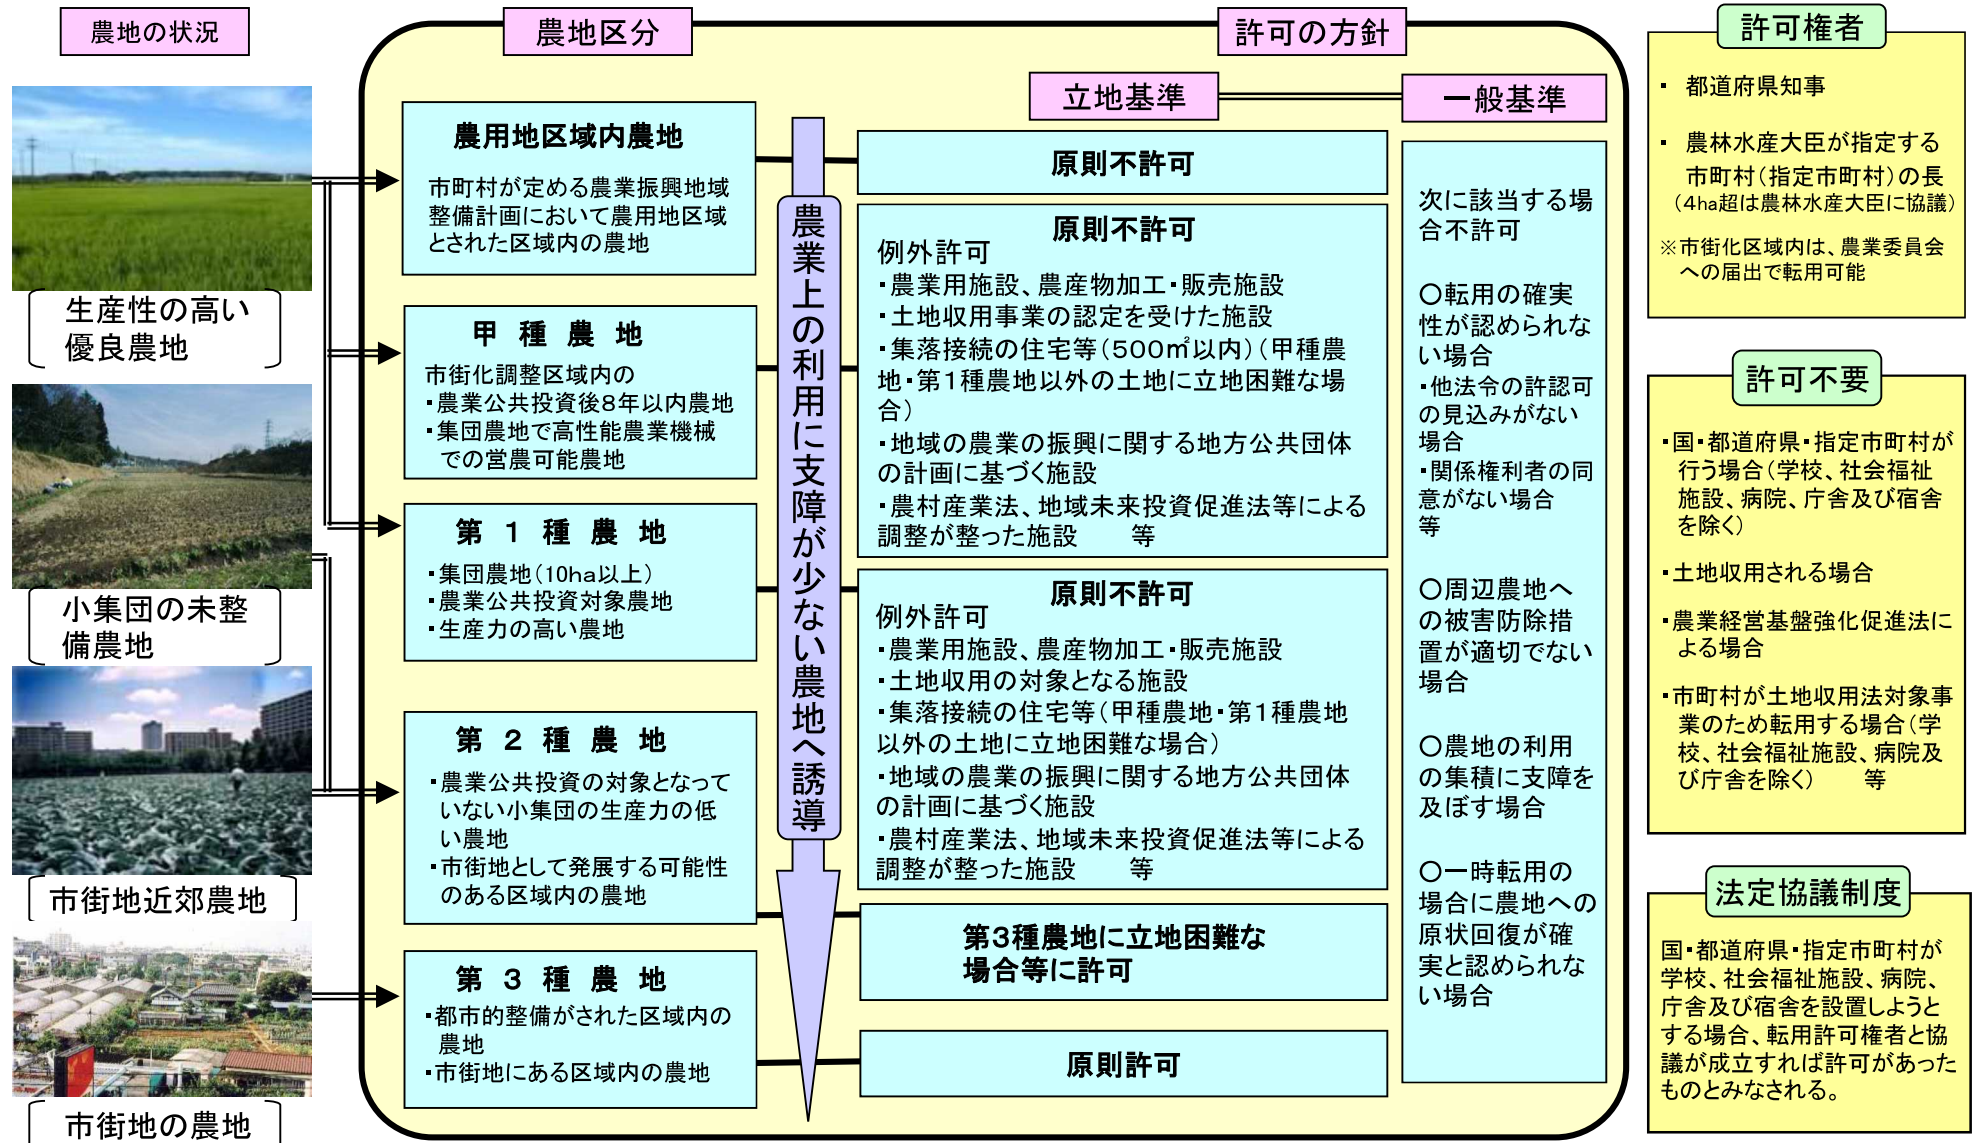 農地の状況
生産性の高い
優良農地
小集団の未整
備農地
市街地近郊農地
市街地の農地
農地区分
許可の方針
立地基準
一般基準
農用地区域内農地
市町村が定める農業振興地域
整備計画において農用地区域
とされた区域内の農地
甲種農地
市街化調整区域内の
・農業公共投資後8年以内農地
・集団農地で高性能農業機械
での営農可能農地
第1種農地
・集団農地（10ha以上）
・農業公共投資対象農地
・生産力の高い農地
第2種農地
・農業公共投資の対象となって
いない小集団の生産力の低
い農地
・市街地として発展する可能性
のある区域内の農地
第3種農地
・都市的整備がされた区域内の
農地
・市街地にある区域内の農地
農業上の利用に支障が少ない農地へ誘導
原則不許可
原則不許可
例外許可
・農業用施設、農産物加工・販売施設
・土地収用事業の認定を受けた施設
・集落接続の住宅等（500㎡以内）（甲種農
地・第1種農地以外の土地に立地困難な場
合）
・地域の農業の振興に関する地方公共団体
の計画に基づく施設
・農村産業法、地域未来投資促進法等による
調整が整った施設　　等
原則不許可
例外許可
・農業用施設、農産物加工・販売施設
・土地収用の対象となる施設
・集落接続の住宅等（甲種農地・第1種農地
以外の土地に立地困難な場合）
・地域の農業の振興に関する地方公共団体
の計画に基づく施設
・農村産業法、地域未来投資促進法等による
調整が整った施設　　等
第3種農地に立地困難な
場合等に許可
原則許可
次に該当する場
合不許可
○転用の確実
性が認められな
い場合
・他法令の許認可
の見込みがない
場合
・関係権利者の同
意がない場合
等
○周辺農地へ
の被害防除措
置が適切でない
場合
○農地の利用
の集積に支障を
及ぼす場合
○一時転用の
場合に農地への
原状回復が確
実と認められな
い場合
許可権者
・　都道府県知事
・　農林水産大臣が指定する
市町村（指定市町村）の長
（4ha超は農林水産大臣に協議）
※市街化区域内は、農業委員会
への届出で転用可能
許可不要
・国・都道府県・指定市町村が
行う場合（学校、社会福祉
施設、病院、庁舎及び宿舎
を除く）
・土地収用される場合
・農業経営基盤強化促進法に
よる場合
・市町村が土地収用法対象事
業のため転用する場合（学
校、社会福祉施設、病院及
び庁舎を除く）　　等
法定協議制度
国・都道府県・指定市町村が
学校、社会福祉施設、病院、
庁舎及び宿舎を設置しようと
する場合、転用許可権者と協
議が成立すれば許可があった
ものとみなされる。